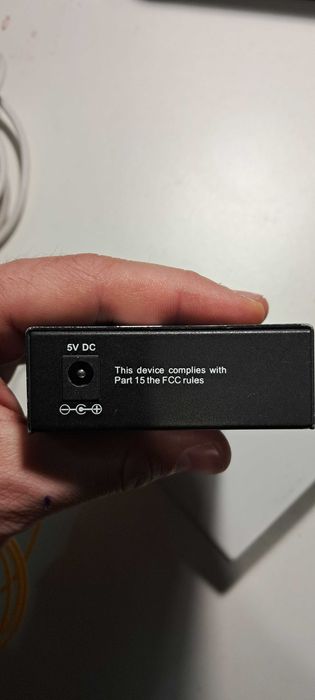 5V DC
This device complies with
Part 15 the FCC rules